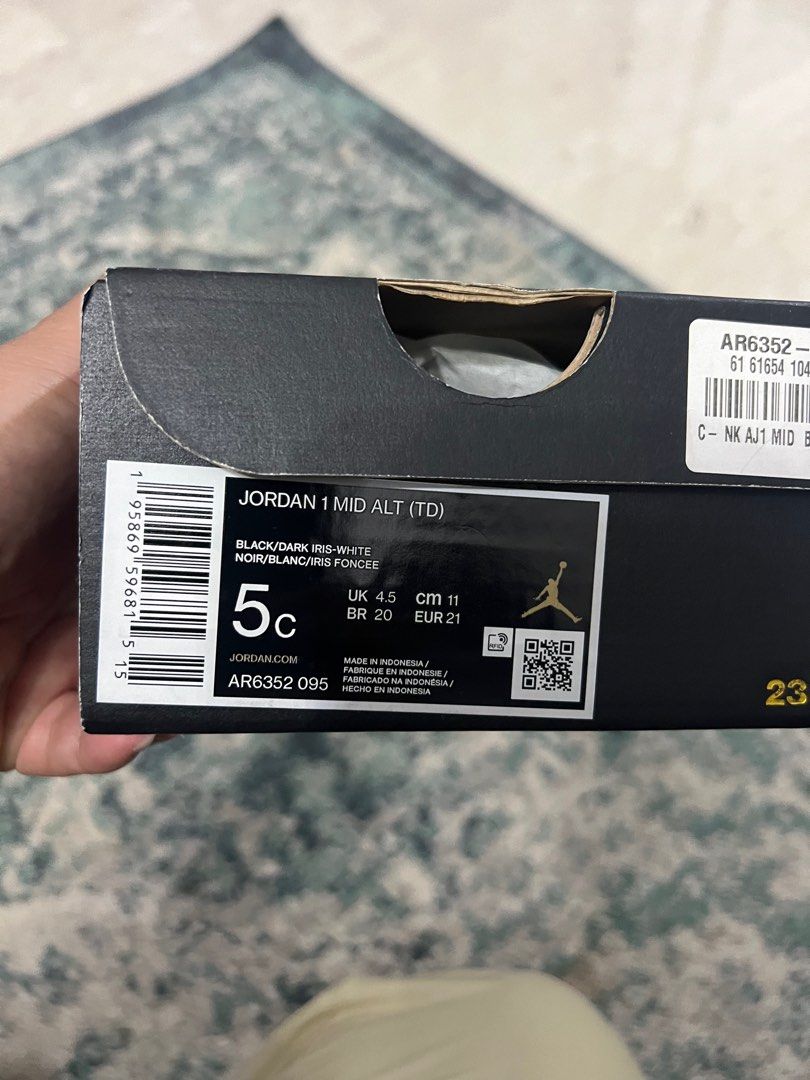 AR6352-
61 61654 104
C- NK AJ1 MID B
JORDAN 1 MID ALT (TD)
BLACK/DARK IRIS-WHITE
NOIR/BLANC/IRIS FONCEE
5C
UK 4.5
cm 11
BR 20
EUR 21
RFID
JORDAN.COM
AR6352 095
MADE IN INDONESIA /
FABRIQUE EN INDONESIE /
FABRICADO NA INDONÉSIA /
HECHO EN INDONESIA
1 95869 59681 5 15
23